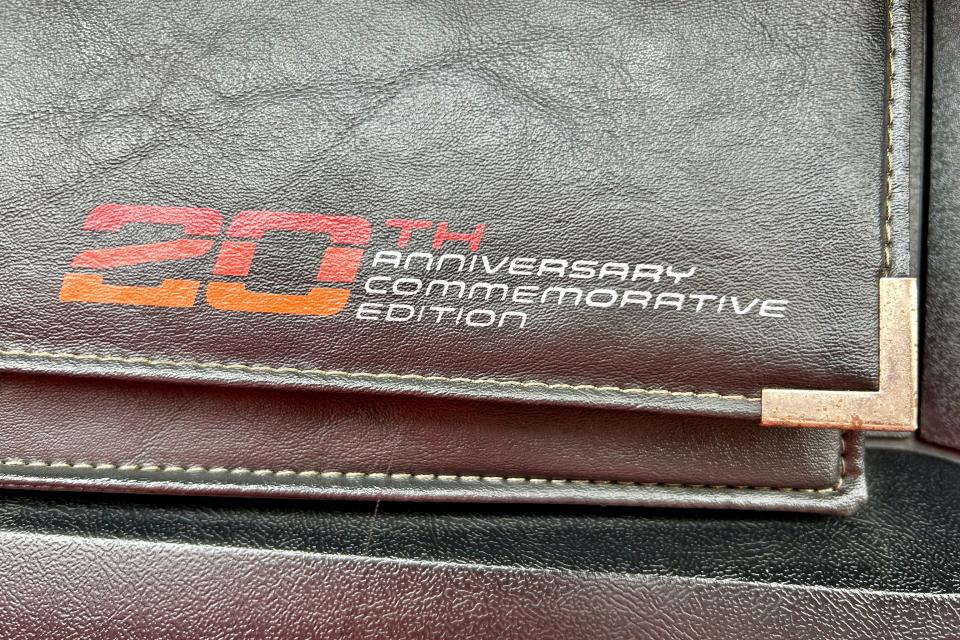 20TH
ANNIVERSARY
COMMEMORATIVE
EDITION